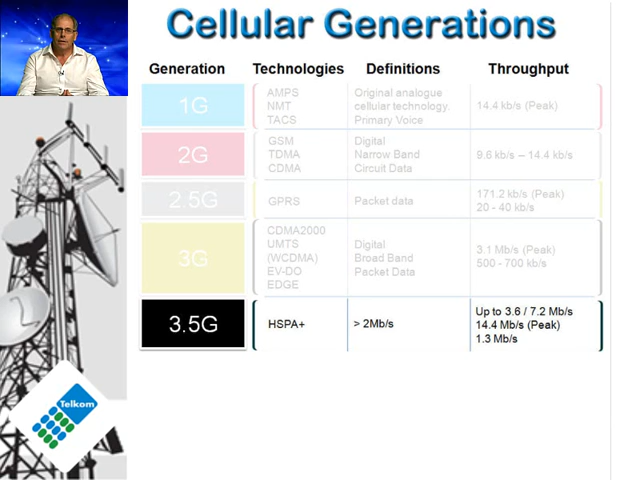 Cellular Generations
Generation Technologies Definitions Throughput
1G
AMPS
NMT
TACS
Original analogue
cellular technology.
Primary Voice
14.4 kb/s (Peak)
2G
GSM
TDMA
CDMA
Digital
Narrow Band
Circuit Data
9.6 kb/s – 14.4 kb/s
2.5G
GPRS
Packet data
171.2 kb/s (Peak)
20 - 40 kb/s
3G
CDMA2000
UMTS
(WCDMA)
EV-DO
EDGE
Digital
Broad Band
Packet Data
3.1 Mb/s (Peak)
500 - 700 kb/s
3.5G
HSPA+
> 2Mb/s
Up to 3.6 / 7.2 Mb/s
14.4 Mb/s (Peak)
1.3 Mb/s
Telkom